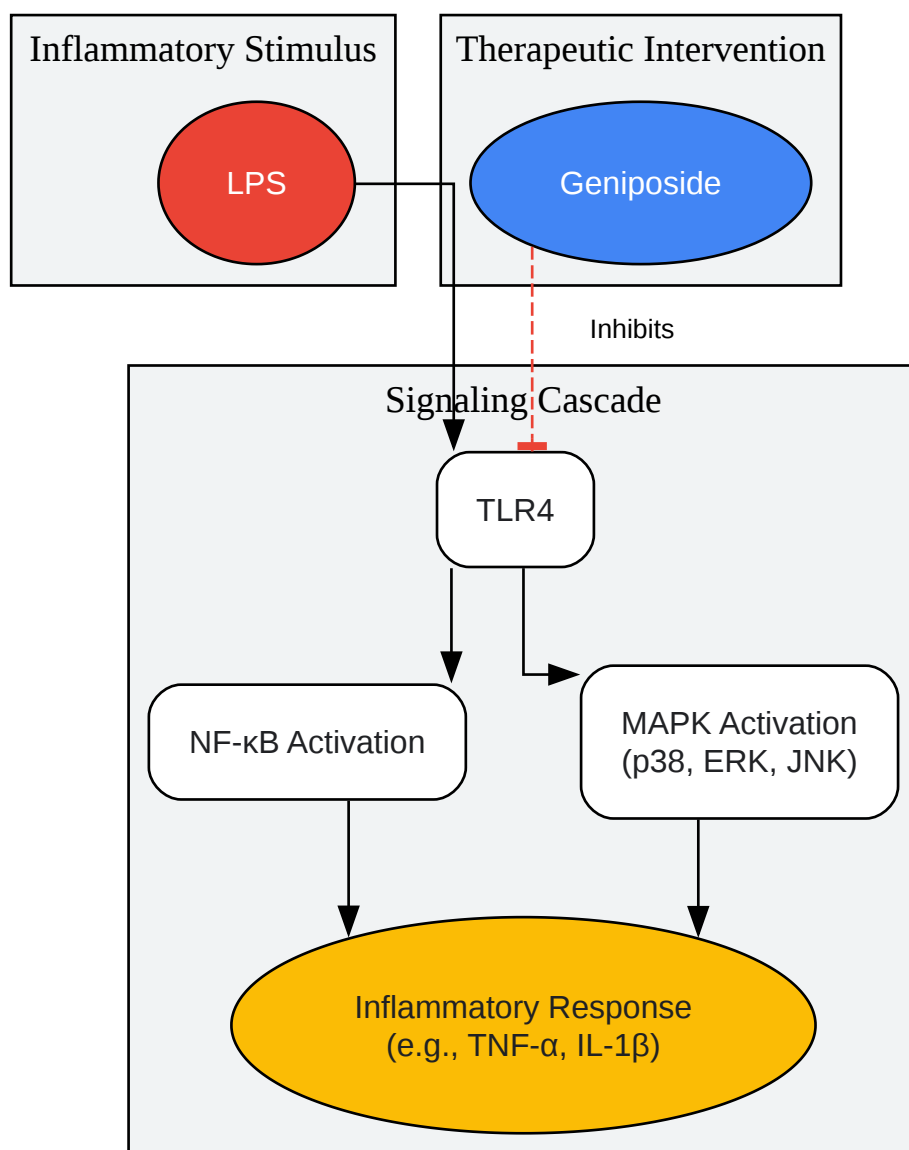 Inflammatory Stimulus
Therapeutic Intervention
LPS
Geniposide
Inhibits
Signaling Cascade
TLR4
NF-κB Activation
MAPK Activation
(p38, ERK, JNK)
Inflammatory Response
(e.g., TNF-α, IL-1β)